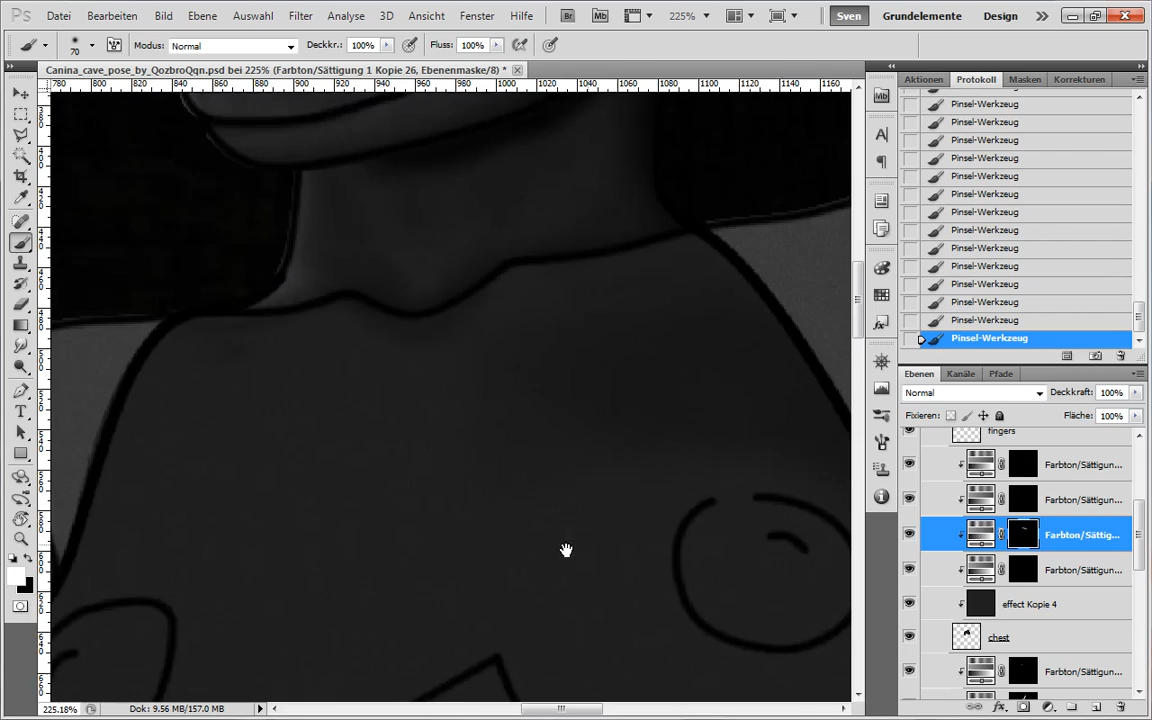 Ps Datei Bearbeiten Bild Ebene Auswahl Filter Analyse 3D Ansicht Fenster Hilfe Br Mb 225% Sven Grundelemente Design
70 Modus: Normal Deckkr.: 100% Fluss: 100%
Canina_cave_pose_by_QozbroQqn.psd bei 225% (Farbton/Sättigung 1 Kopie 26, Ebenenmaske/8) *
780 800 820 840 860 880 900 920 940 960 980 1000 1020 1040 1060 1080 1100 1120 1140 1160
Aktionen Protokoll Masken Korrekturen
Pinsel-Werkzeug
Pinsel-Werkzeug
Pinsel-Werkzeug
Pinsel-Werkzeug
Pinsel-Werkzeug
Pinsel-Werkzeug
Pinsel-Werkzeug
Pinsel-Werkzeug
Pinsel-Werkzeug
Pinsel-Werkzeug
Pinsel-Werkzeug
Pinsel-Werkzeug
Pinsel-Werkzeug
Pinsel-Werkzeug
Ebenen Kanäle Pfade
Normal Deckkraft: 100%
Fixieren: Fläche: 100%
fingers
Farbton/Sättigun...
Farbton/Sättigun...
Farbton/Sättig...
Farbton/Sättigun...
effect Kopie 4
chest
Farbton/Sättigun...
225.18% Dok: 9.56 MB/157.0 MB